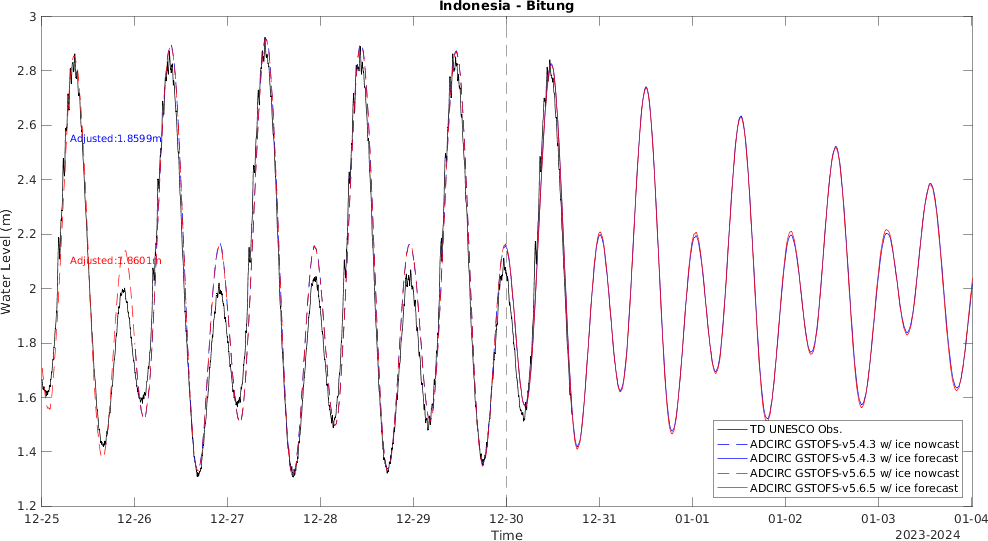 Indonesia - Bitung
3
2.8
2.6
2.4
2.2
2
1.8
1.6
1.4
1.2
Water Level (m)
Adjusted:1.8599m
Adjusted:1.8601m
TD UNESCO Obs.
ADCIRC GSTOFS-v5.4.3 w/ ice nowcast
ADCIRC GSTOFS-v5.4.3 w/ ice forecast
ADCIRC GSTOFS-v5.6.5 w/ ice nowcast
ADCIRC GSTOFS-v5.6.5 w/ ice forecast
12-25 12-26 12-27 12-28 12-29 12-30 12-31 01-01 01-02 01-03 01-04
Time
2023-2024